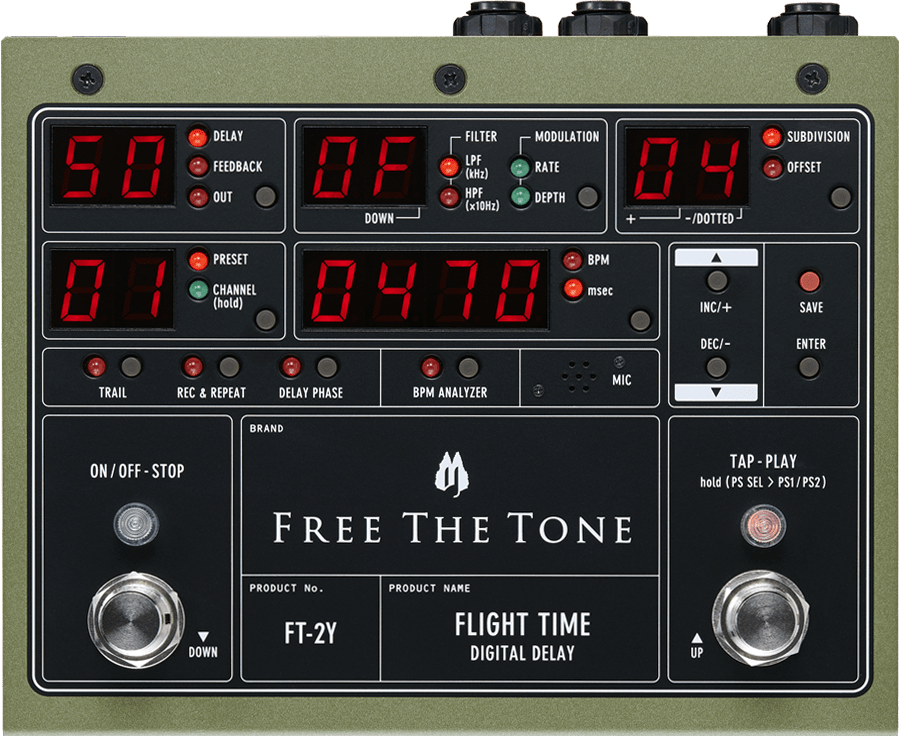 50
DELAY
FEEDBACK
OUT
0F
DOWN
FILTER
LPF
(kHz)
HPF
(x10Hz)
MODULATION
RATE
DEPTH
04
+ -/DOTTED
SUBDIVISION
OFFSET
01
PRESET
CHANNEL
(hold)
0470
BPM
msec
▲
INC/+
DEC/-
▼
SAVE
ENTER
TRAIL
REC & REPEAT
DELAY PHASE
BPM ANALYZER
MIC
ON/OFF-STOP
▼
DOWN
BRAND
FREE THE TONE
PRODUCT No.
FT-2Y
PRODUCT NAME
FLIGHT TIME
DIGITAL DELAY
TAP-PLAY
hold (PS SEL > PS1/PS2)
▲
UP